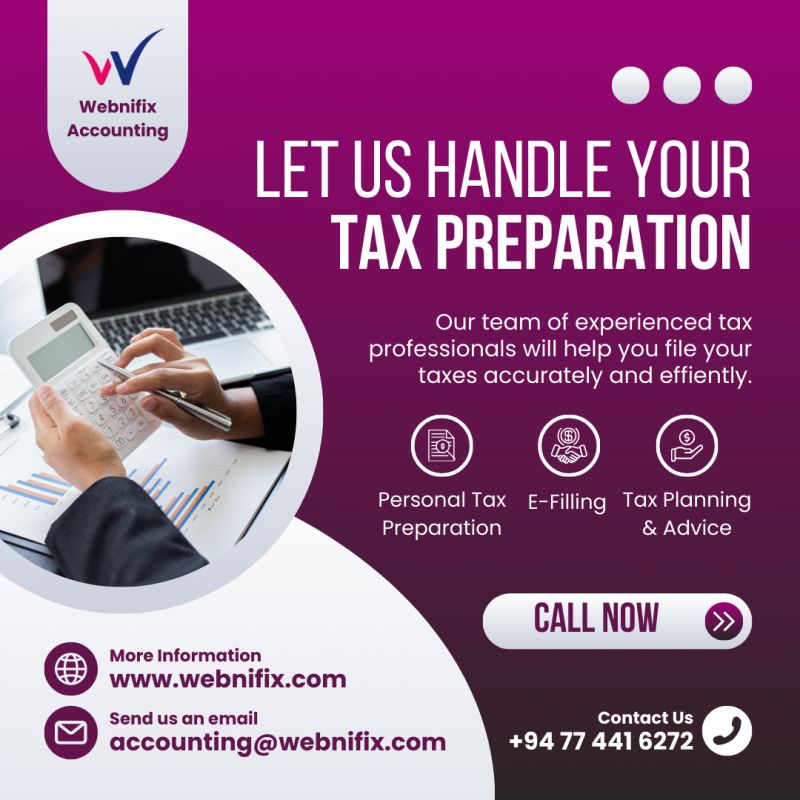 Webnifix
Accounting
LET US HANDLE YOUR
TAX PREPARATION
Our team of experienced tax
professionals will help you file your
taxes accurately and effiently.
Personal Tax
Preparation
E-Filling
Tax Planning
& Advice
CALL NOW
More Information
www.webnifix.com
Send us an email
accounting@webnifix.com
Contact Us
+94 77 441 6272